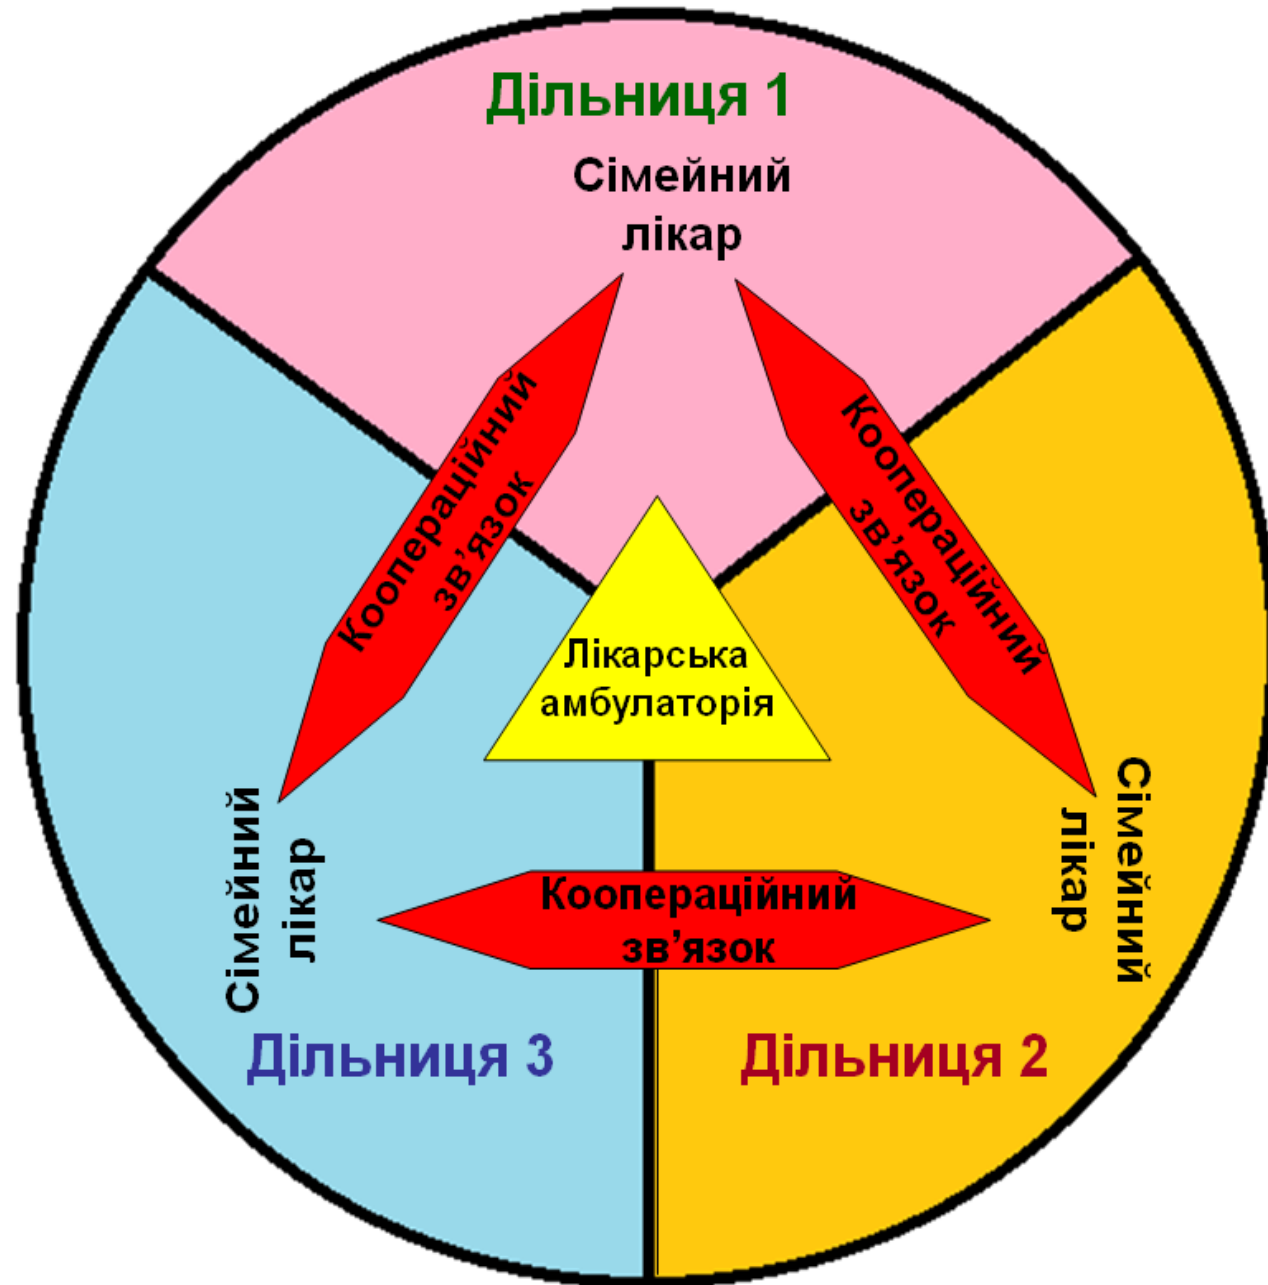 Дільниця 1
Сімейний
лікар
Коопераційний
зв’язок
Коопераційний
зв’язок
Лікарська
амбулаторія
Сімейний
лікар
Сімейний
лікар
Коопераційний
зв’язок
Дільниця 3
Дільниця 2